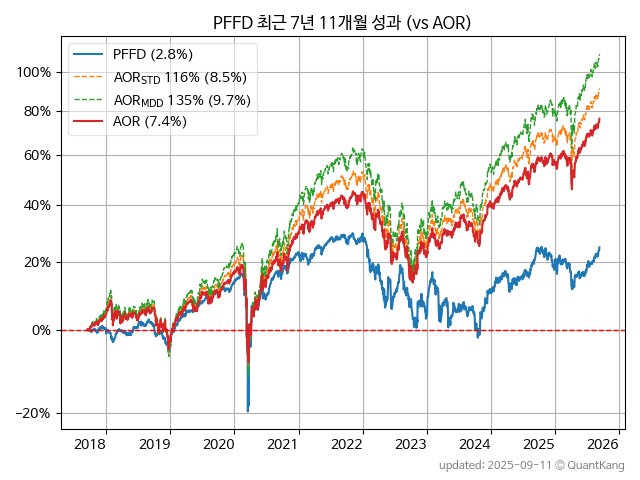 PFFD 최근 7년 11개월 성과 (vs AOR)
PFFD (2.8%)
AORSTD 116% (8.5%)
AORMDD 135% (9.7%)
AOR (7.4%)
100%
80%
60%
40%
20%
0%
−20%
2018 2019 2020 2021 2022 2023 2024 2025 2026
updated: 2025-09-11 ⓒ QuantKang